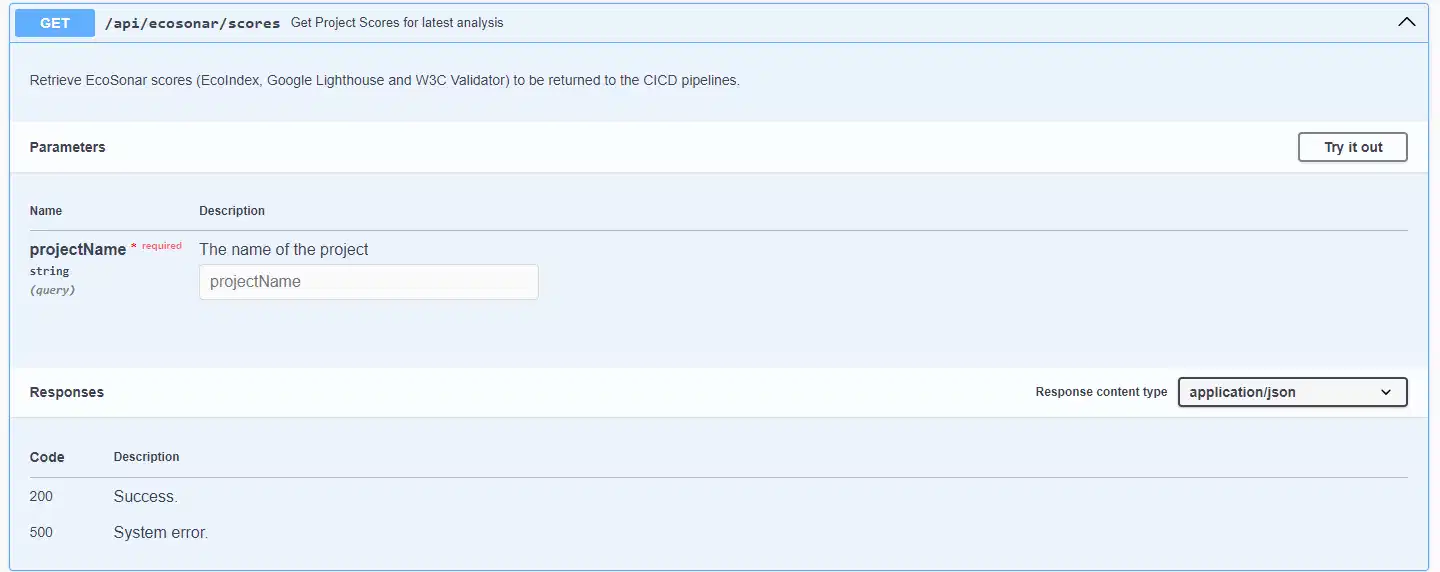 GET /api/ecosonar/scores Get Project Scores for latest analysis
Retrieve EcoSonar scores (EcoIndex, Google Lighthouse and W3C Validator) to be returned to the CICD pipelines.
Parameters Try it out
Name Description
projectName * required The name of the project
string projectName
(query)
Responses Response content type application/json
Code Description
200 Success.
500 System error.